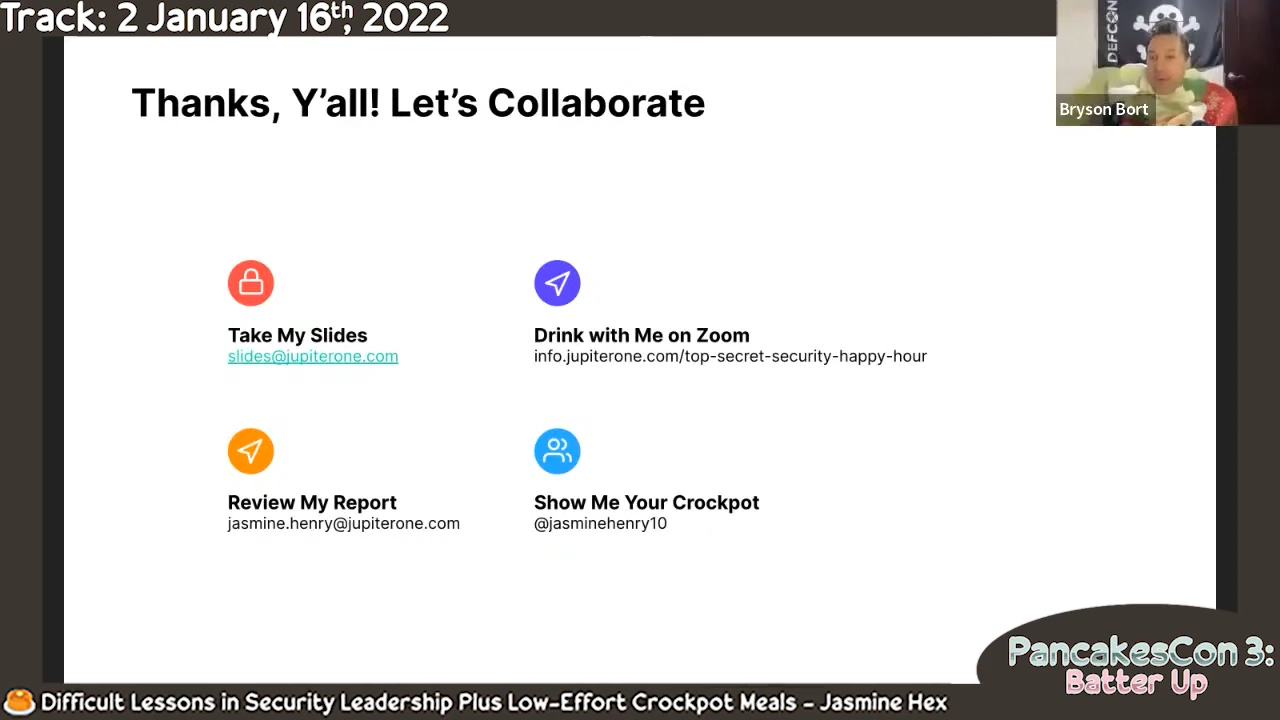 Track: 2 January 16th, 2022
DEFCON
Bryson Bort
Thanks, Y’all! Let’s Collaborate
Take My Slides
slides@jupiterone.com
Drink with Me on Zoom
info.jupiterone.com/top-secret-security-happy-hour
Review My Report
jasmine.henry@jupiterone.com
Show Me Your Crockpot
@jasminehenry10
PancakesCon 3:
Batter Up
Difficult Lessons in Security Leadership Plus Low-Effort Crockpot Meals - Jasmine Hex